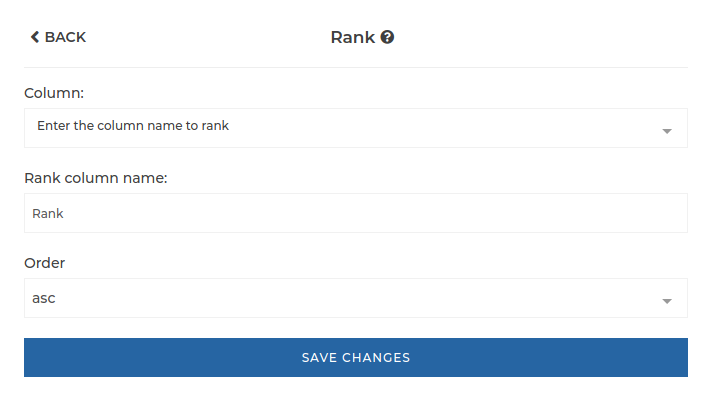 BACK
Rank
Column:
Enter the column name to rank
Rank column name:
Rank
Order
asc
SAVE CHANGES